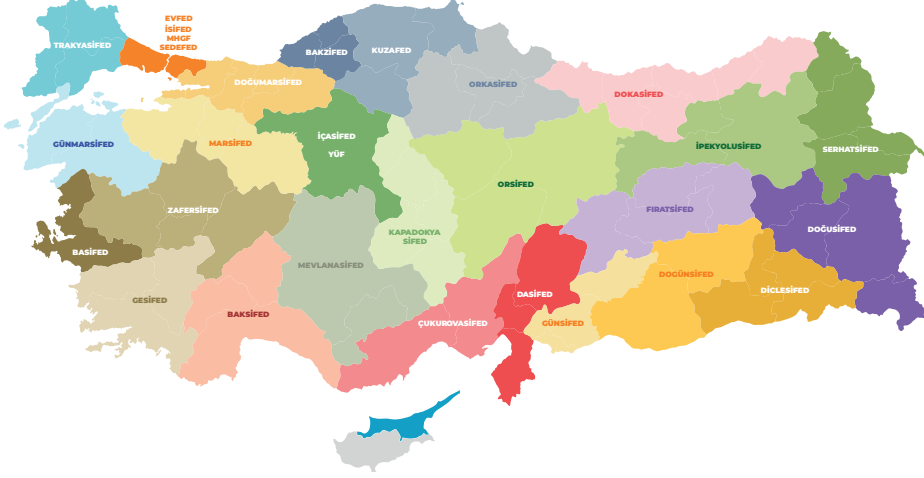 EVFED
İSİFED
MHGF
SEDEFED
TRAKYASİFED
BAKZİFED
KUZAFED
DOĞUMARSİFED
ORKASİFED
DOKASİFED
GÜNMARSİFED
MARSİFED
İÇASİFED
YÜF
İPEKYOLUSİFED
SERHATSİFED
ORSİFED
ZAFERSİFED
FIRATSİFED
KAPADOKYA
SİFED
DOĞUSİFED
BASİFED
MEVLANASİFED
DOGÜNSİFED
DİCLESİFED
DASİFED
GESİFED
BAKSİFED
ÇUKUROVASİFED
GÜNSİFED